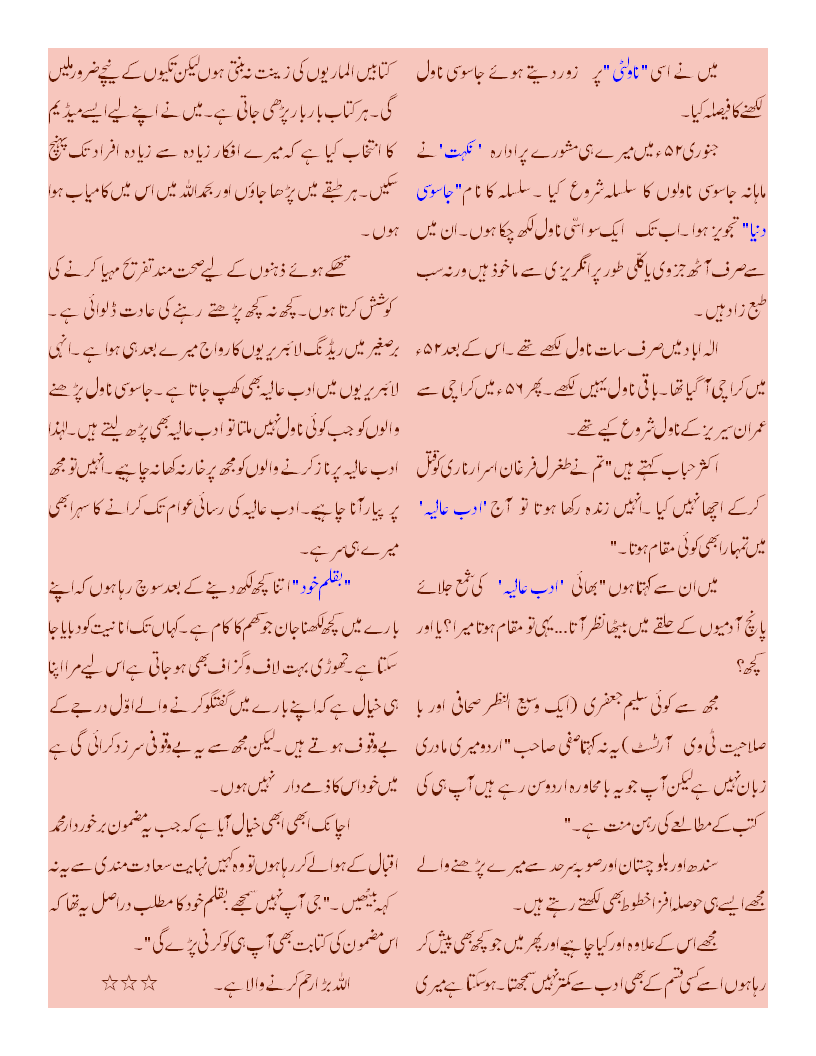 میں نے اسی "ناولٹی" پر زور دیتے ہوئے جاسوسی ناول
لکھنے کا فیصلہ کیا۔
جنوری ۵۲ء میں میرے ہی مشورے پر ادارہ 'نکہت' نے
ماہانہ جاسوسی ناولوں کا سلسلہ شروع کیا ۔ سلسلہ کا نام "جاسوسی
دنیا" تجویز ہوا ۔ اب تک ایک سو اسّی ناول لکھ چکا ہوں ۔ ان میں
سے صرف آٹھ جزوی یا کلّی طور پر انگریزی سے ماخوذ ہیں ورنہ سب
طبع زاد ہیں ۔
الٰہ اباد میں صرف سات ناول لکھے تھے ۔ اس کے بعد ۵۲ء
میں کراچی آ گیا تھا ۔ باقی ناول یہیں لکھے ۔ پھر ۵۶ء میں کراچی سے
عمران سیریز کے ناول شروع کیے تھے ۔
اکثر حباب کہتے ہیں "تم نے طغرل فرغان اسرار ناری کو قتل
کرکے اچھا نہیں کیا ۔ انہیں زندہ رکھا ہوتا تو آج 'ادب عالیہ'
میں تمہارا بھی کوئی مقام ہوتا ۔"
میں ان سے کہتا ہوں "بھائی 'ادب عالیہ' کی شمع جلائے
پانچ آدمیوں کے حلقے میں بیٹھا نظر آتا... یہی تو مقام ہوتا میرا؟ یا اور
کچھ؟
مجھ سے کوئی سلیم جعفری (ایک وسیع النظر صحافی اور با
صلاحیت ٹی وی آرٹسٹ) یہ نہ کہتا صفی صاحب "اردو میری مادری
زبان نہیں ہے لیکن آپ جو یہ با محاورہ اردو سن رہے ہیں آپ ہی کی
کتب کے مطالعے کی رہن منت ہے ۔"
سندھ اور بلوچستان اور صوبہ سرحد سے میرے پڑھنے والے
مجھے ایسے ہی حوصلہ افزا خطوط بھی لکھتے رہتے ہیں ۔
مجھے اس کے علاوہ اور کیا چاہیے اور پھر میں جو کچھ بھی پیش کر
رہا ہوں اسے کسی قسم کے بھی ادب سے کمتر نہیں سمجھتا ۔ ہوسکتا ہے میری
کتابیں الماریوں کی زینت نہ بنتی ہوں لیکن تکیوں کے نیچے ضرور ملیں
گی ۔ ہر کتاب بار بار پڑھی جاتی ہے ۔ میں نے اپنے لیے ایسے میڈیم
کا انتخاب کیا ہے کہ میرے افکار زیادہ سے زیادہ افراد تک پہنچ
سکیں ۔ ہر طبقے میں پڑھا جاؤں اور بحمداللہ میں اس میں کامیاب ہوا
ہوں ۔
تھکے ہوئے ذہنوں کے لیے صحت مند تفریح مہیا کرنے کی
کوشش کرتا ہوں ۔ کچھ نہ کچھ پڑھتے رہنے کی عادت ڈلوائی ہے ۔
برصغیر میں ریڈنگ لائبریریوں کا رواج میرے بعد ہی ہوا ہے ۔ انہی
لائبریریوں میں ادب عالیہ بھی کھپ جاتا ہے ۔ جاسوسی ناول پڑھنے
والوں کو جب کوئی ناول نہیں ملتا تو ادب عالیہ بھی پڑھ لیتے ہیں ۔ لہٰذا
ادب عالیہ پر ناز کرنے والوں کو مجھ پر خار نہ کھانہ چاہیے ۔ انہیں تو مجھ
پر پیار آنا چاہیے ۔ ادب عالیہ کی رسائی عوام تک کرانے کا سہرا بھی
میرے ہی سر ہے ۔
"بقلم خود" اتنا کچھ لکھ دینے کے بعد سوچ رہا ہوں کہ اپنے
بارے میں کچھ لکھنا جان جوکھم کا کام ہے ۔ کہاں تک انانیت کو دبایا جا
سکتا ہے ۔ تھوڑی بہت لاف و گزاف بھی ہو جاتی ہے اس لیے مرا اپنا
ہی خیال ہے کہ اپنے بارے میں گفتگو کرنے والے اوّل درجے کے
بے وقوف ہوتے ہیں ۔ لیکن مجھ سے یہ بے وقوفی سرزد کرائی گی ہے
میں خود اس کا ذمے دار نہیں ہوں ۔
اچانک ابھی ابھی خیال آیا ہے کہ جب یہ مضمون برخوردار محمد
اقبال کے حوالے کر رہا ہوں تو وہ کہیں نہایت سعادت مندی سے یہ نہ
کہہ بیٹھیں ۔ "جی آپ نہیں سمجھے بقلم خود کا مطلب دراصل یہ تھا کہ
اس مضمون کی کتابت بھی آپ ہی کو کرنی پڑے گی" ۔
اللہ بڑا رحم کرنے والا ہے ۔ ☆☆☆